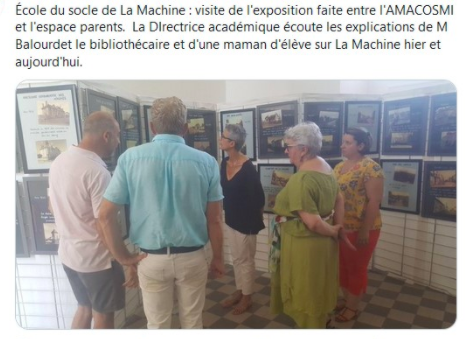 École du socle de La Machine : visite de l'exposition faite entre l'AMACOSMI
et l'espace parents. La DIrectrice académique écoute les explications de M
Balourdet le bibliothécaire et d'une maman d'élève sur La Machine hier et
aujourd'hui.